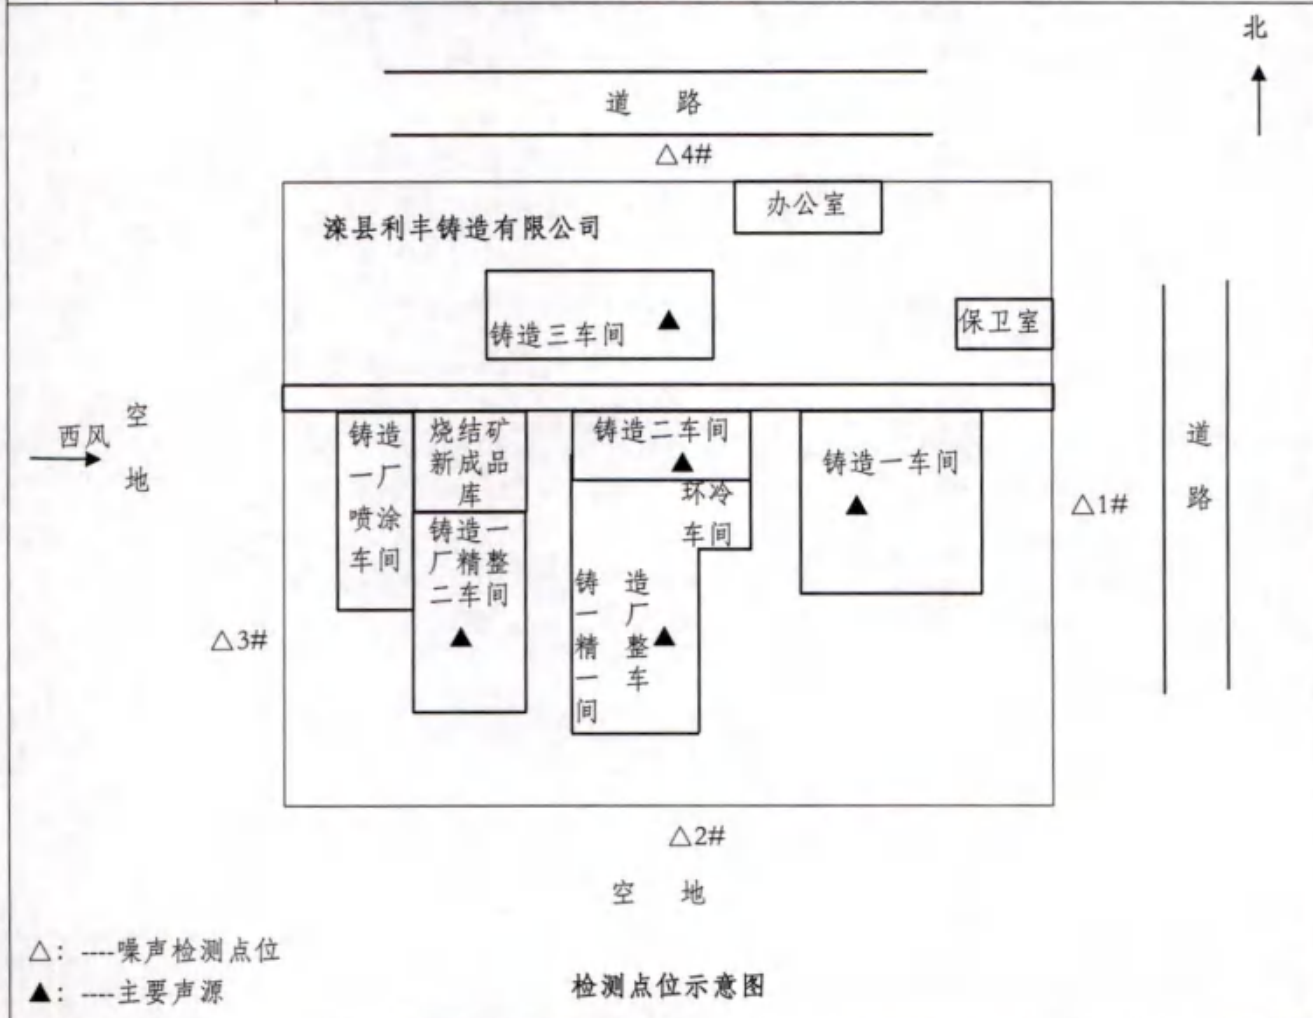 北
道 路
△4#
办公室
滦县利丰铸造有限公司
铸造三车间
▲
保卫室
空
地
西风
铸造
一厂
喷涂
车间
烧结矿
新成品
库
铸造一
厂精整
二车间
▲
铸造二车间
▲
环冷
车间
铸 造
一 厂
精 整
一 车
间
▲
铸造一车间
▲
△1#
道
路
△3#
△2#
空 地
△：----噪声检测点位
▲：----主要声源
检测点位示意图